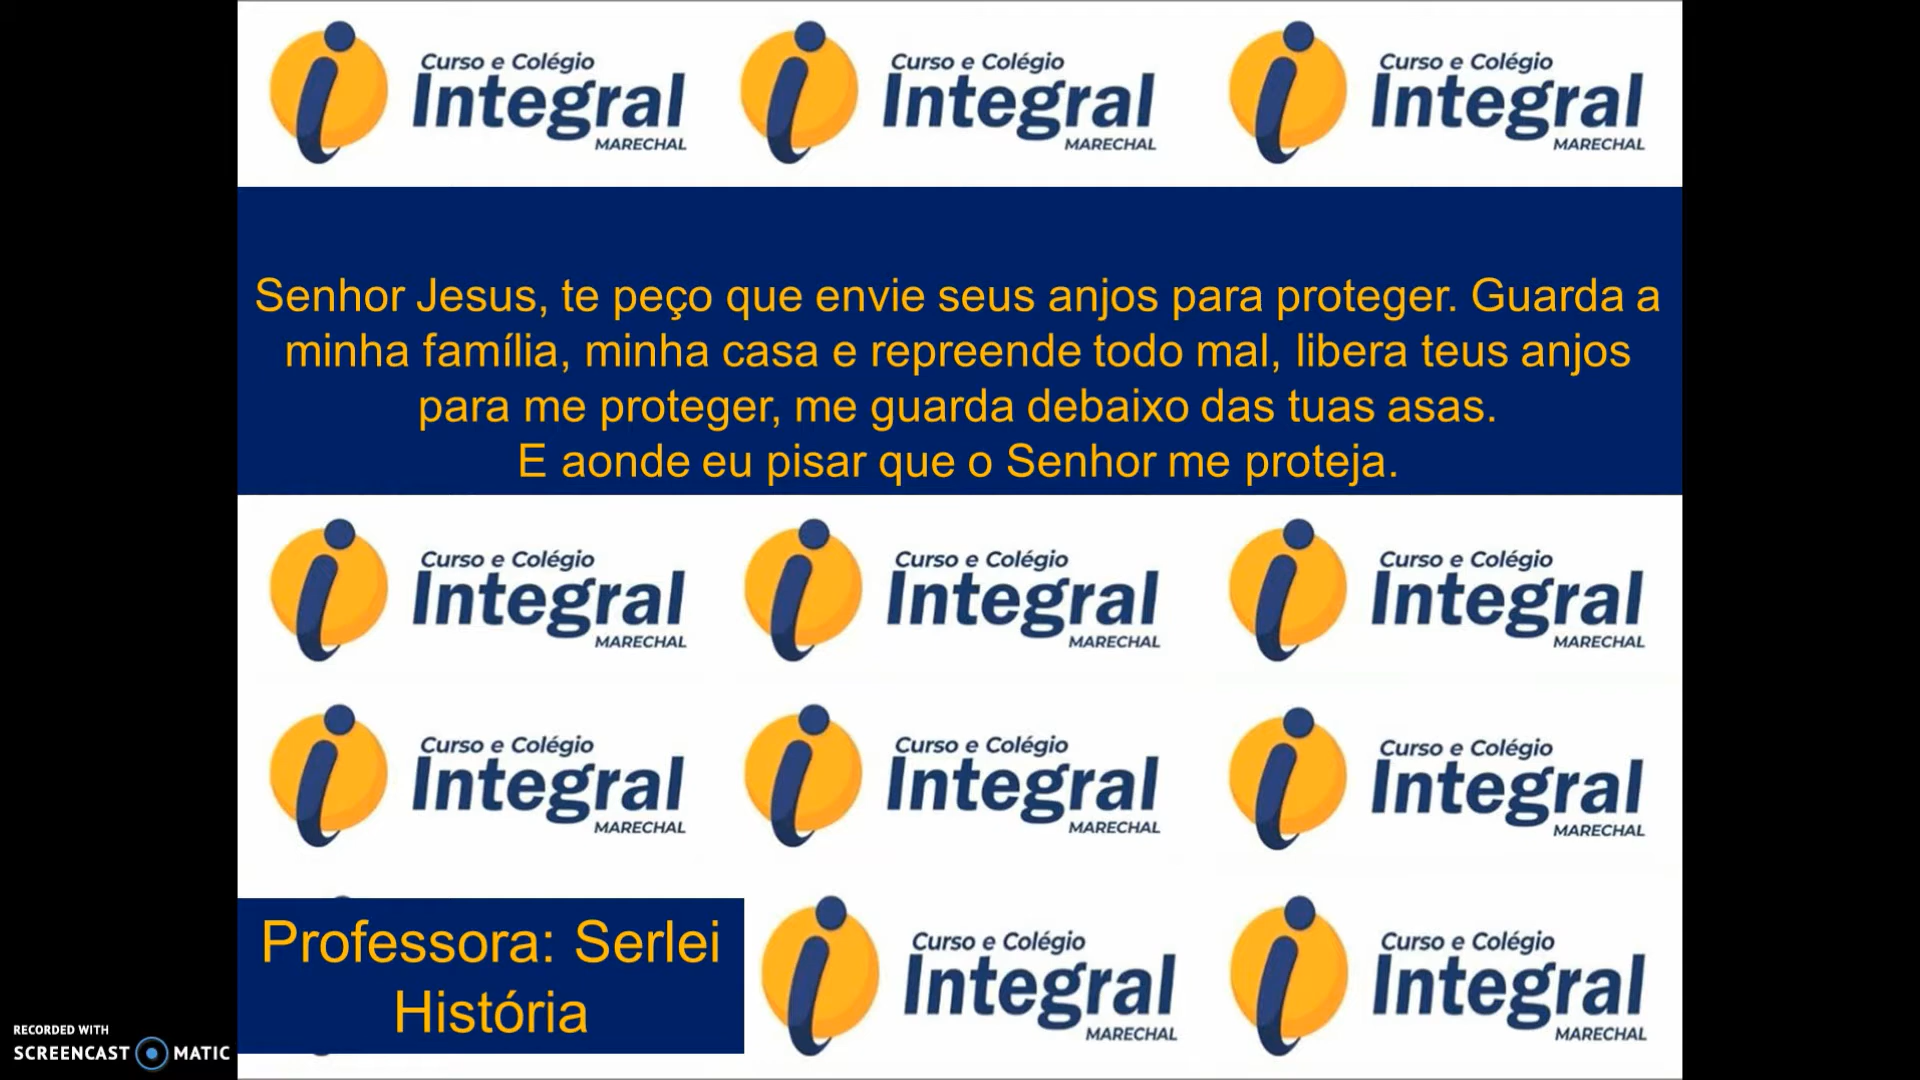 Curso e Colégio
Integral
MARECHAL
Curso e Colégio
Integral
MARECHAL
Curso e Colégio
Integral
MARECHAL
Senhor Jesus, te peço que envie seus anjos para proteger. Guarda a
minha família, minha casa e repreende todo mal, libera teus anjos
para me proteger, me guarda debaixo das tuas asas.
E aonde eu pisar que o Senhor me proteja.
Curso e Colégio
Integral
MARECHAL
Curso e Colégio
Integral
MARECHAL
Curso e Colégio
Integral
MARECHAL
Curso e Colégio
Integral
MARECHAL
Curso e Colégio
Integral
MARECHAL
Curso e Colégio
Integral
MARECHAL
Professora: Serlei
História
Curso e Colégio
Integral
MARECHAL
Curso e Colégio
Integral
MARECHAL
RECORDED WITH
SCREENCAST MATIC